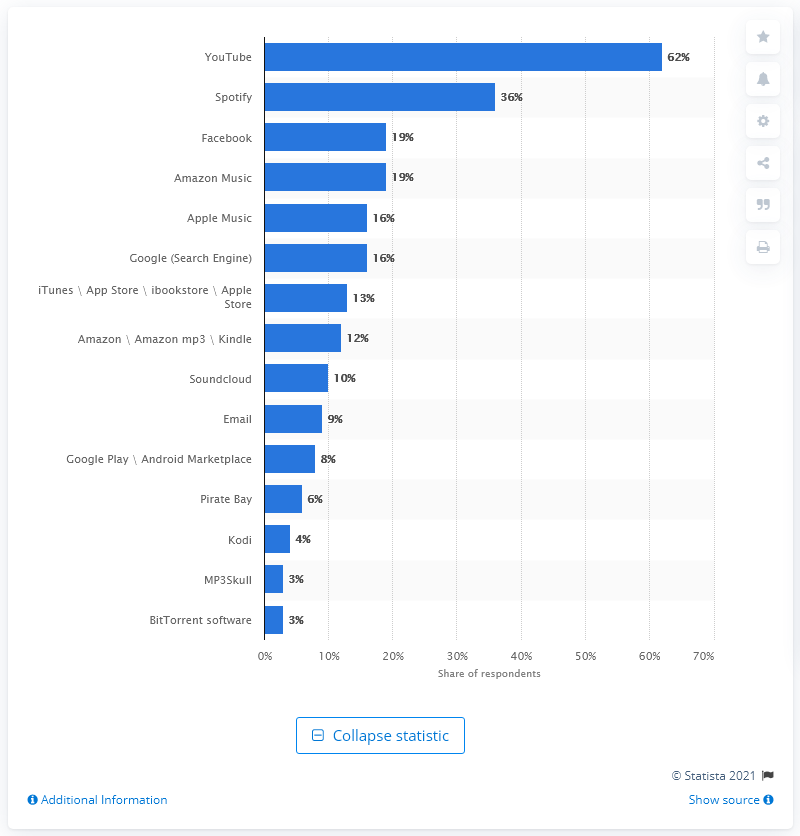 YouTube 62%
Spotify 36%
Facebook 19%
Amazon Music 19%
Apple Music 16%
Google (Search Engine) 16%
iTunes \ App Store \ ibookstore \ Apple
Store 13%
Amazon \ Amazon mp3 \ Kindle 12%
Soundcloud 10%
Email 9%
Google Play \ Android Marketplace 8%
Pirate Bay 6%
Kodi 4%
MP3Skull 3%
BitTorrent software 3%
0% 10% 20% 30% 40% 50% 60% 70%
Share of respondents
Collapse statistic
© Statista 2021
Additional Information Show source